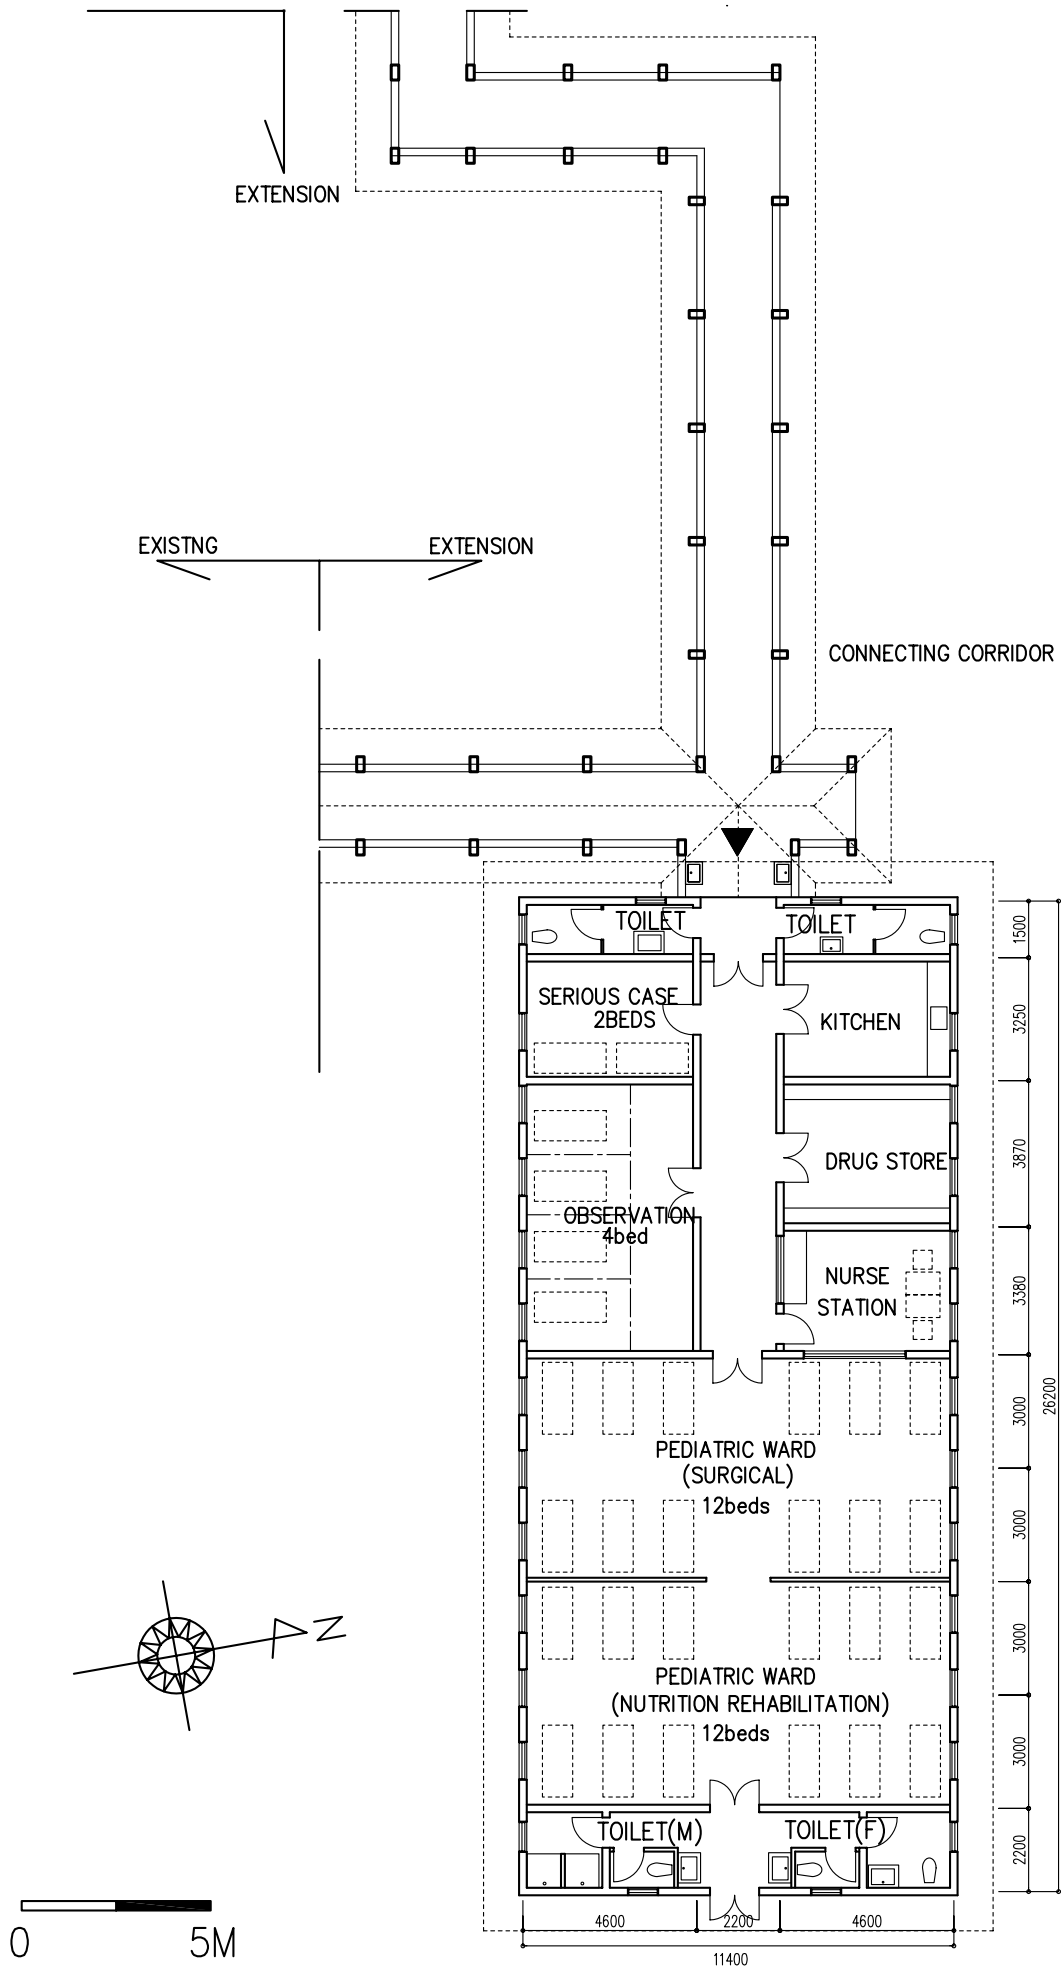 EXTENSION
EXISTNG
EXTENSION
CONNECTING CORRIDOR
TOILET
TOILET
1500
SERIOUS CASE
2BEDS
KITCHEN
3250
DRUG STORE
3870
OBSERVATION
4bed
NURSE
STATION
3380
PEDIATRIC WARD
(SURGICAL)
12beds
3000
3000
26200
N
PEDIATRIC WARD
(NUTRITION REHABILITATION)
12beds
3000
3000
TOILET(M)
TOILET(F)
2200
4600
2200
4600
11400
0
5M